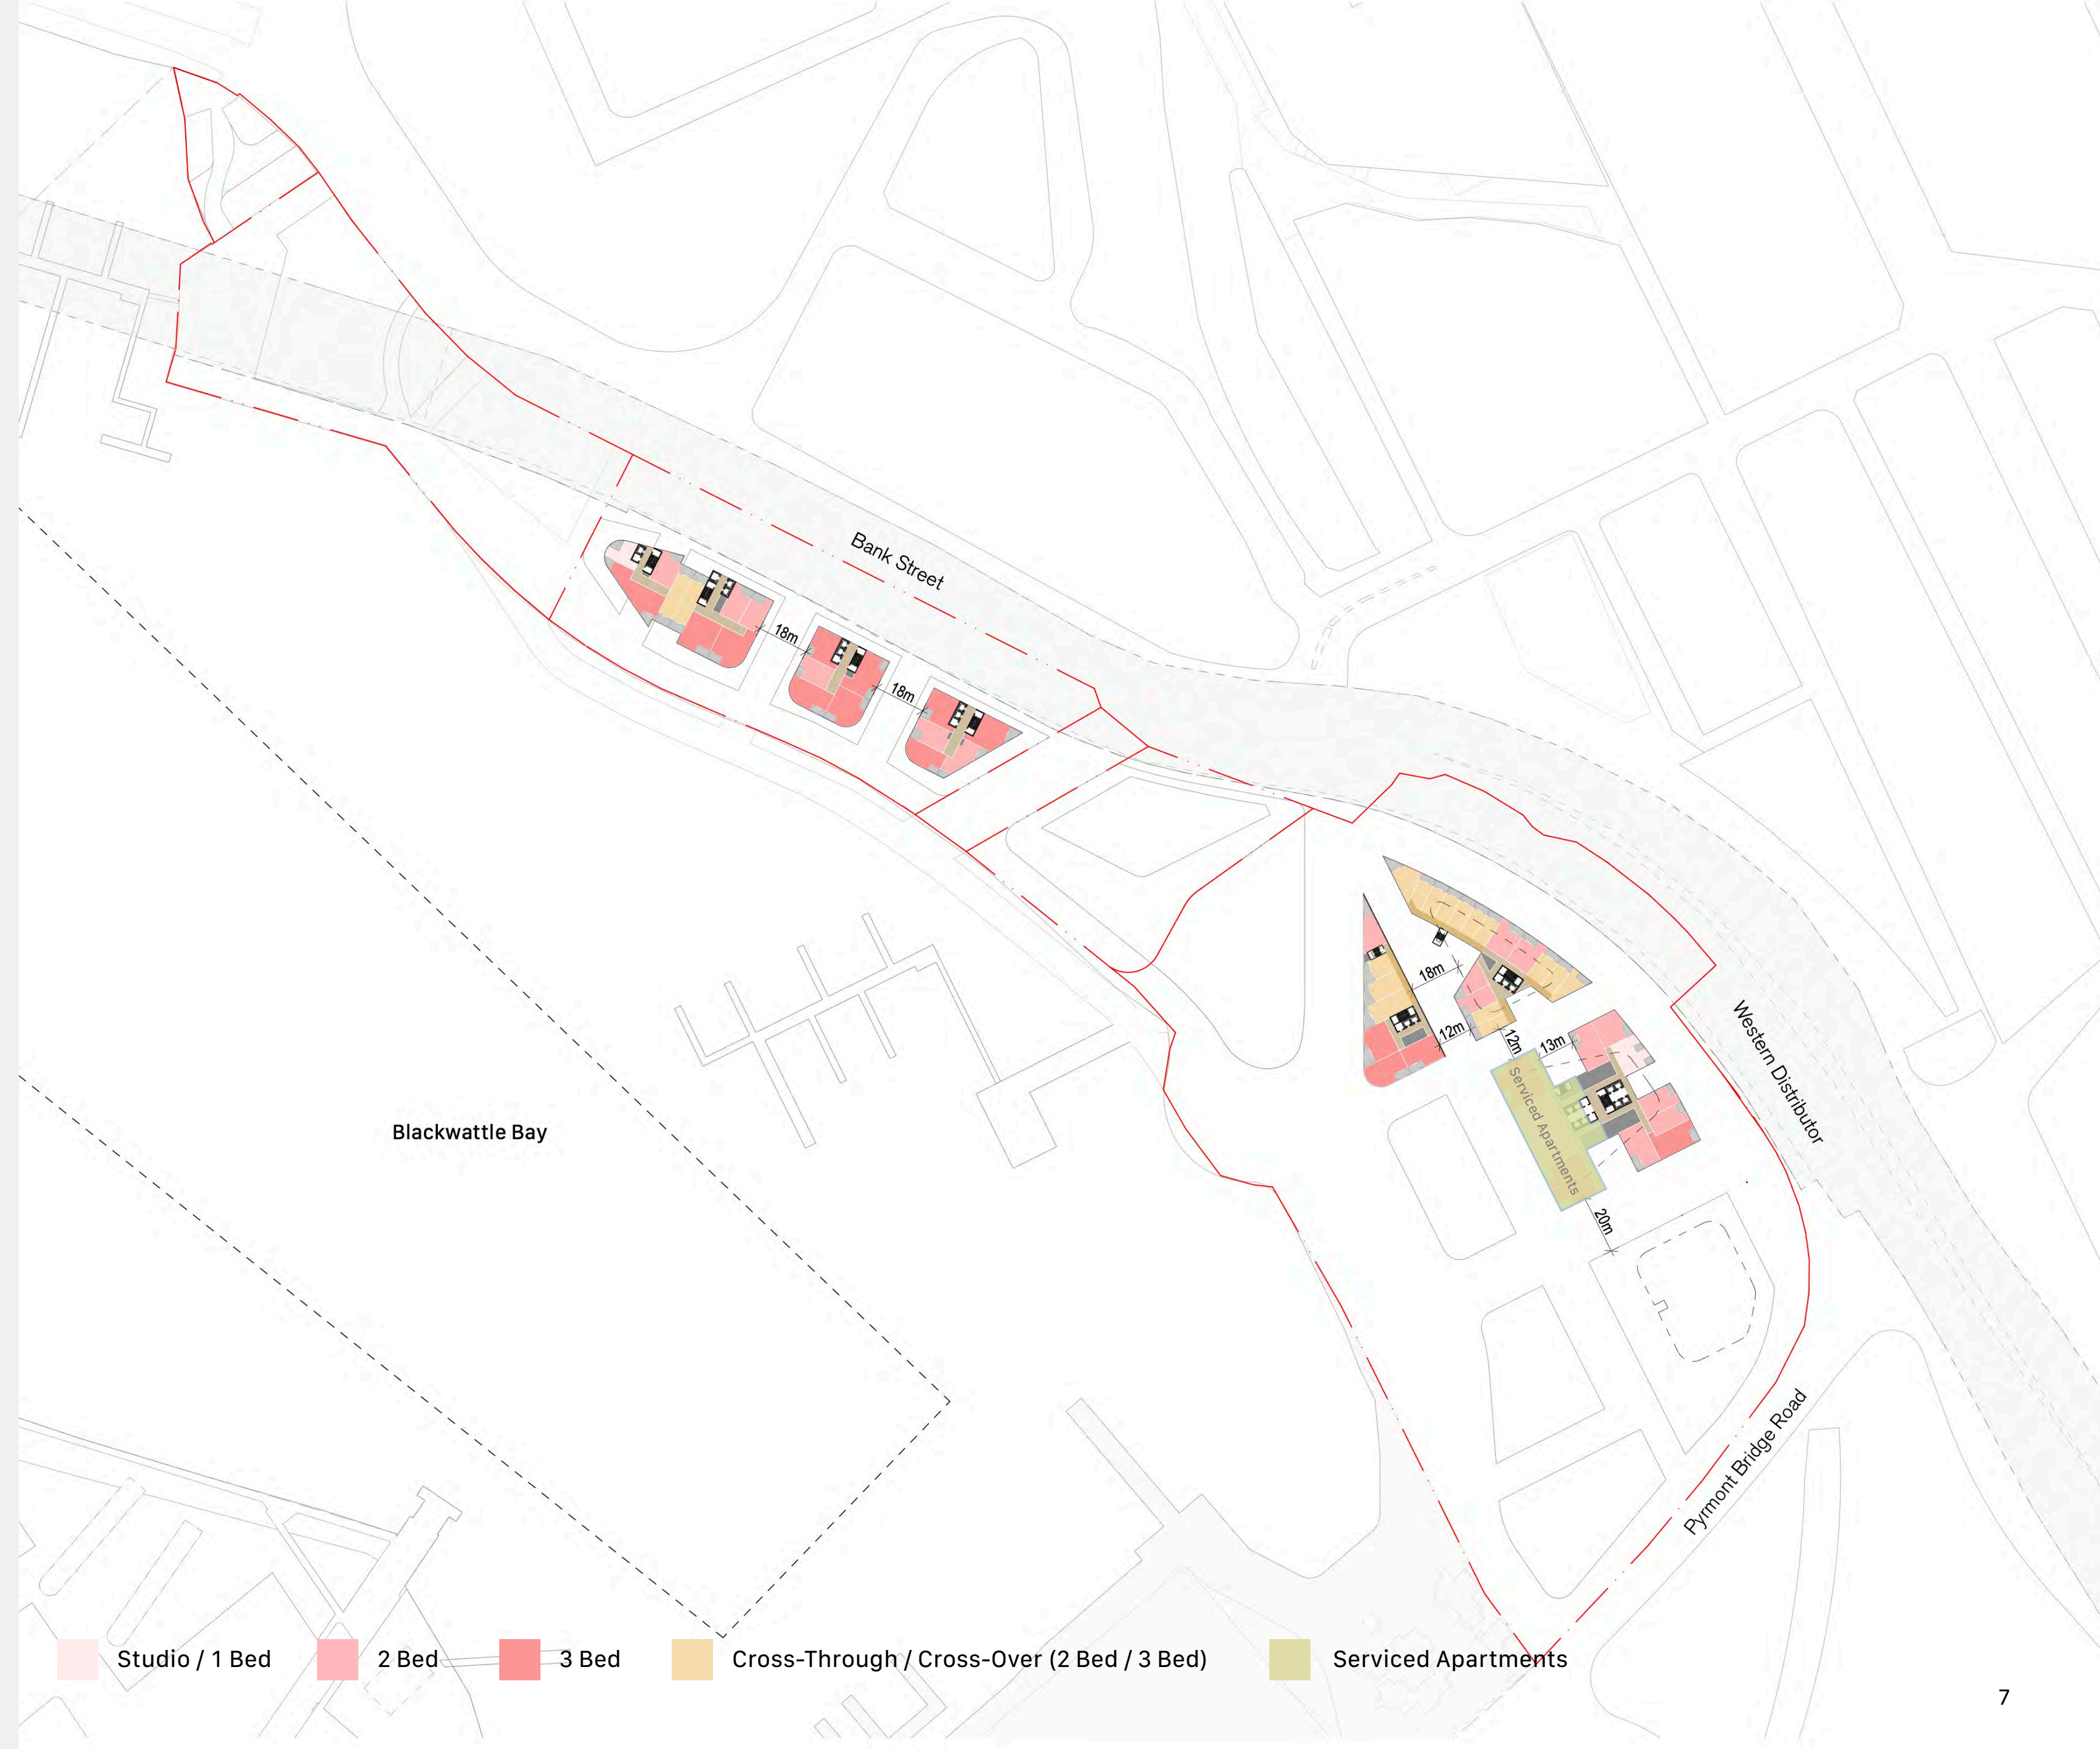 Bank Street
18m
18m
18m
12m
12m
13m
Western Distributor
Serviced Apartments
Blackwattle Bay
20m
Pyrmont Bridge Road
Studio / 1 Bed
2 Bed
3 Bed
Cross-Through / Cross-Over (2 Bed / 3 Bed)
Serviced Apartments
7